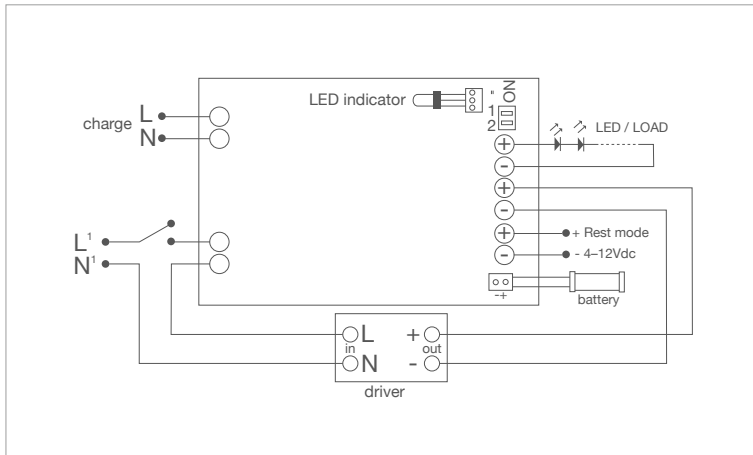 LED indicator
" ON
1
2
charge
L
N
+
-
LED / LOAD
+
-
L¹
N¹
+
+ Rest mode
-
- 4–12Vdc
-+
battery
L
+
in
out
N
-
driver